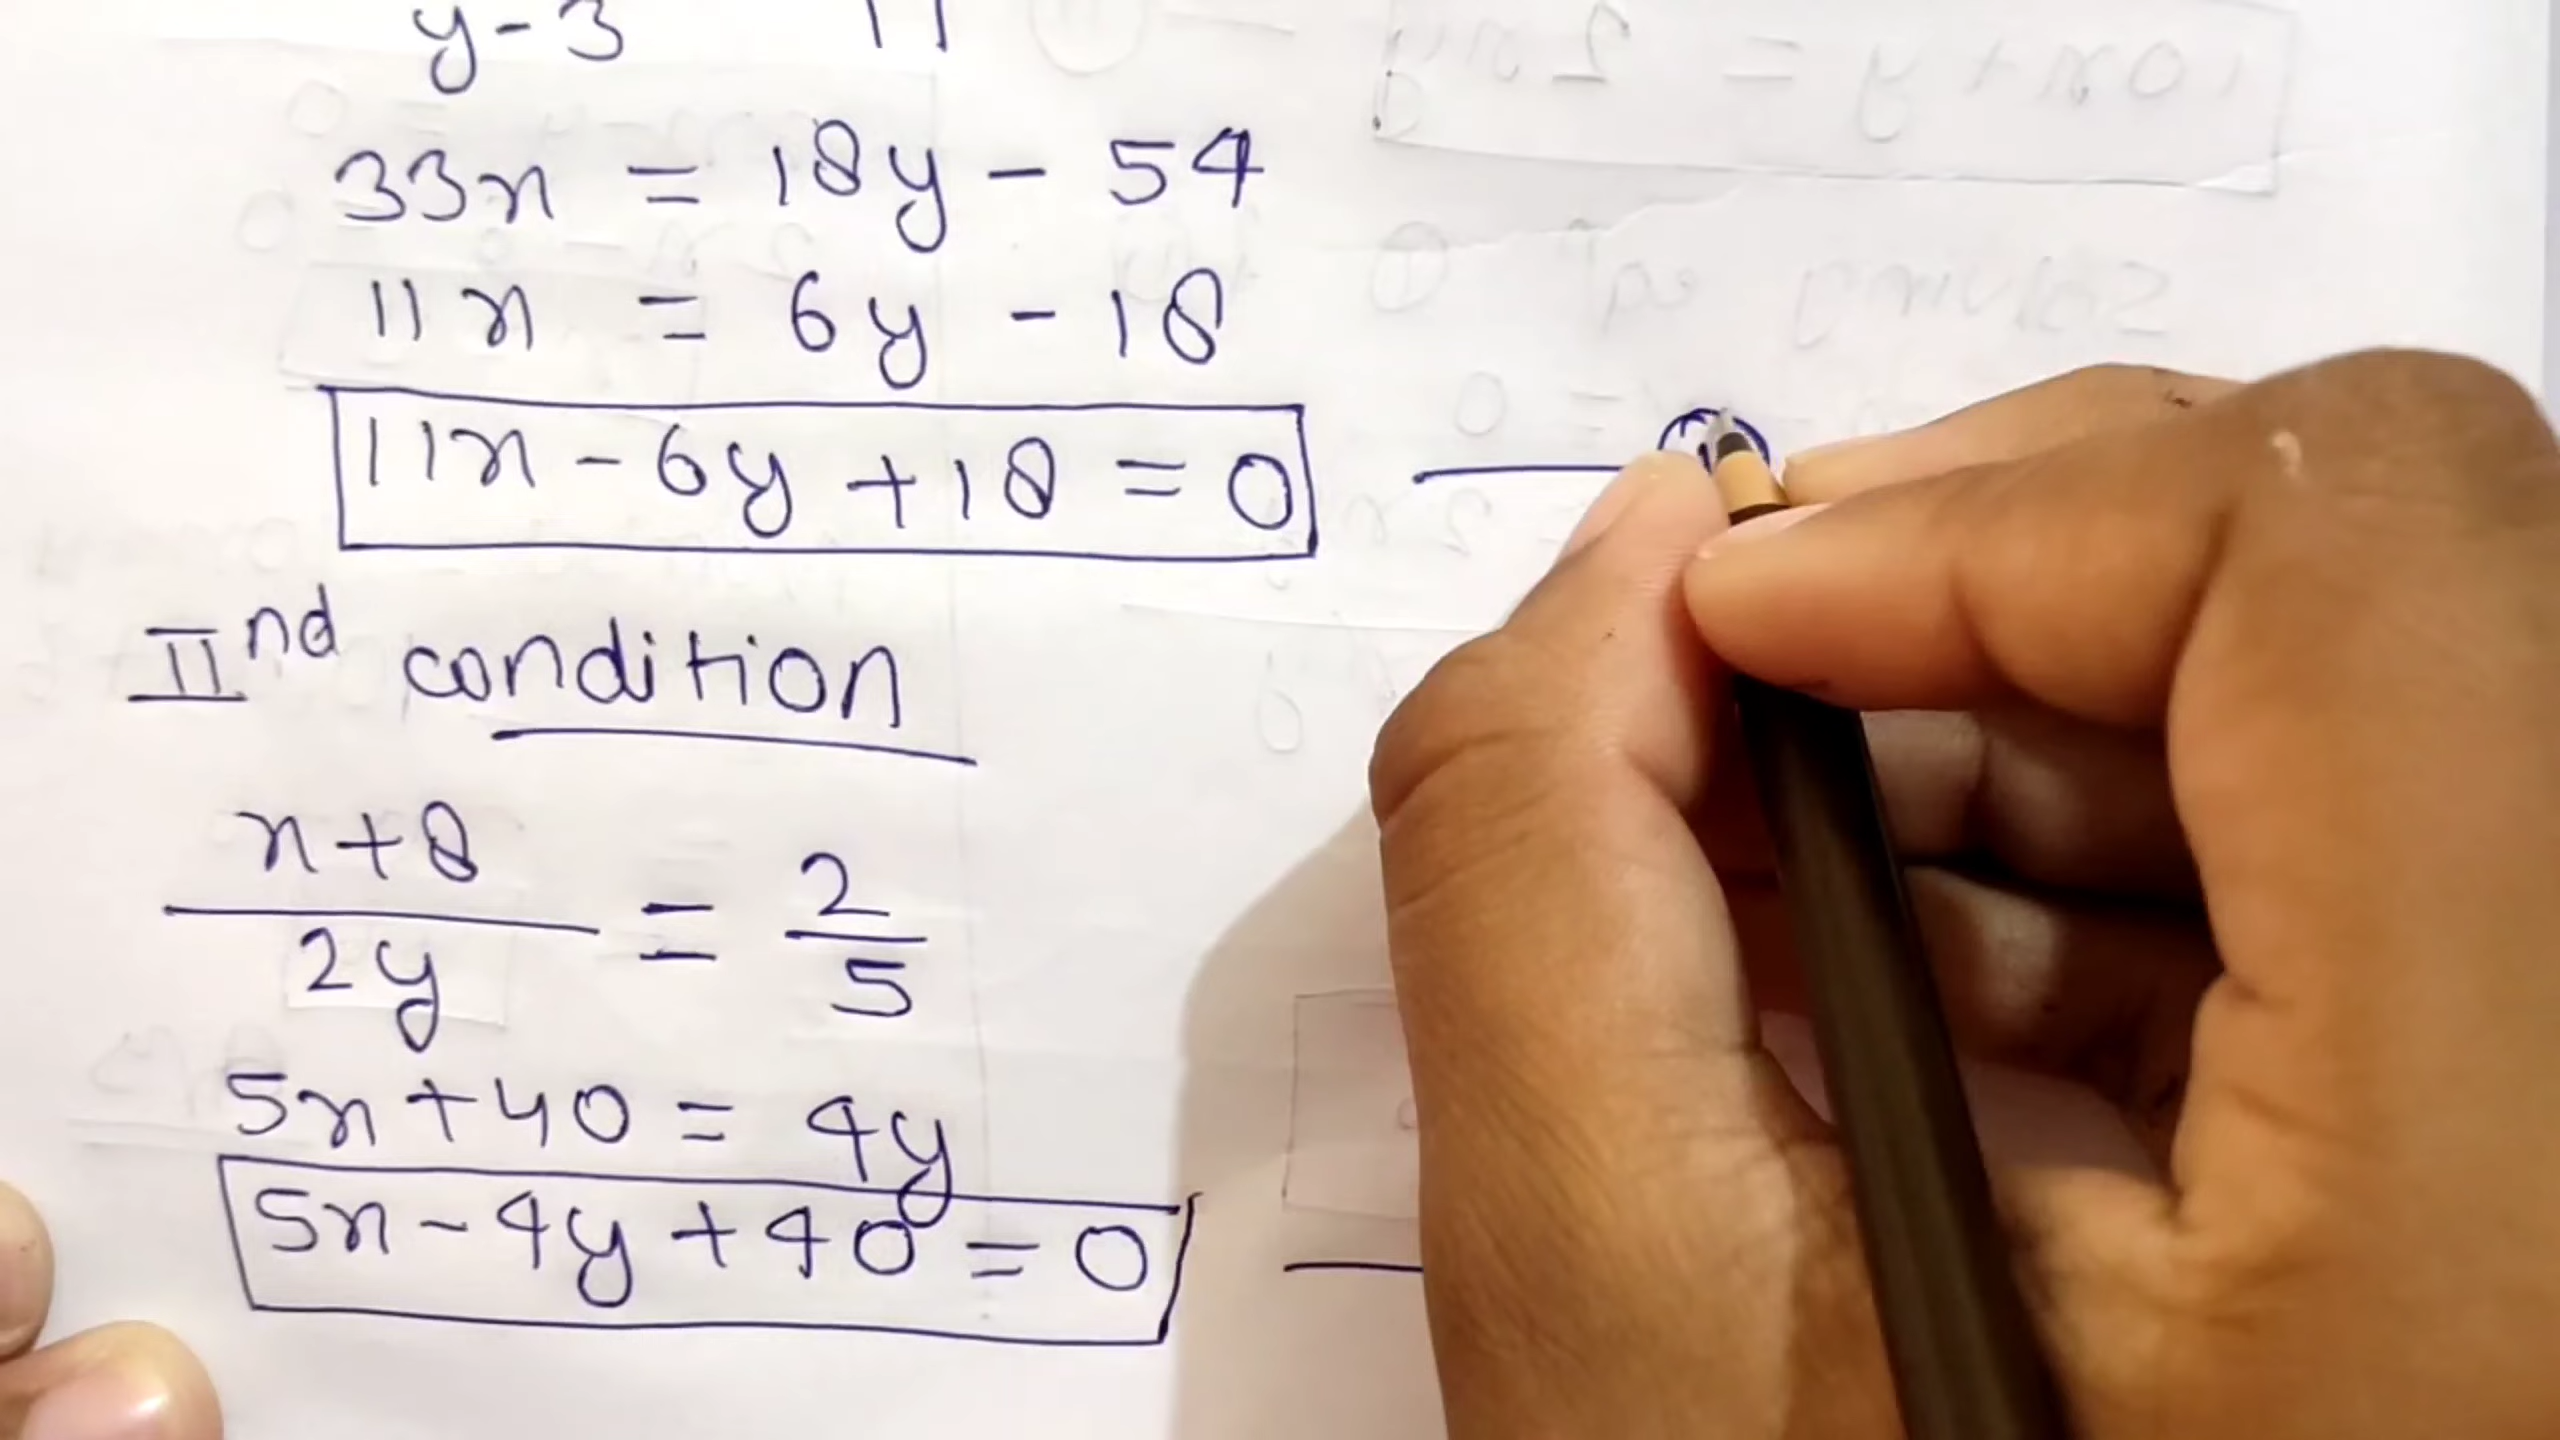 y-3 11
33x = 18y - 54
11x = 6y - 18
11x - 6y + 18 = 0
IInd condition
x+8
2y
=
2
5
5x+40 = 4y
5x-4y+40=0